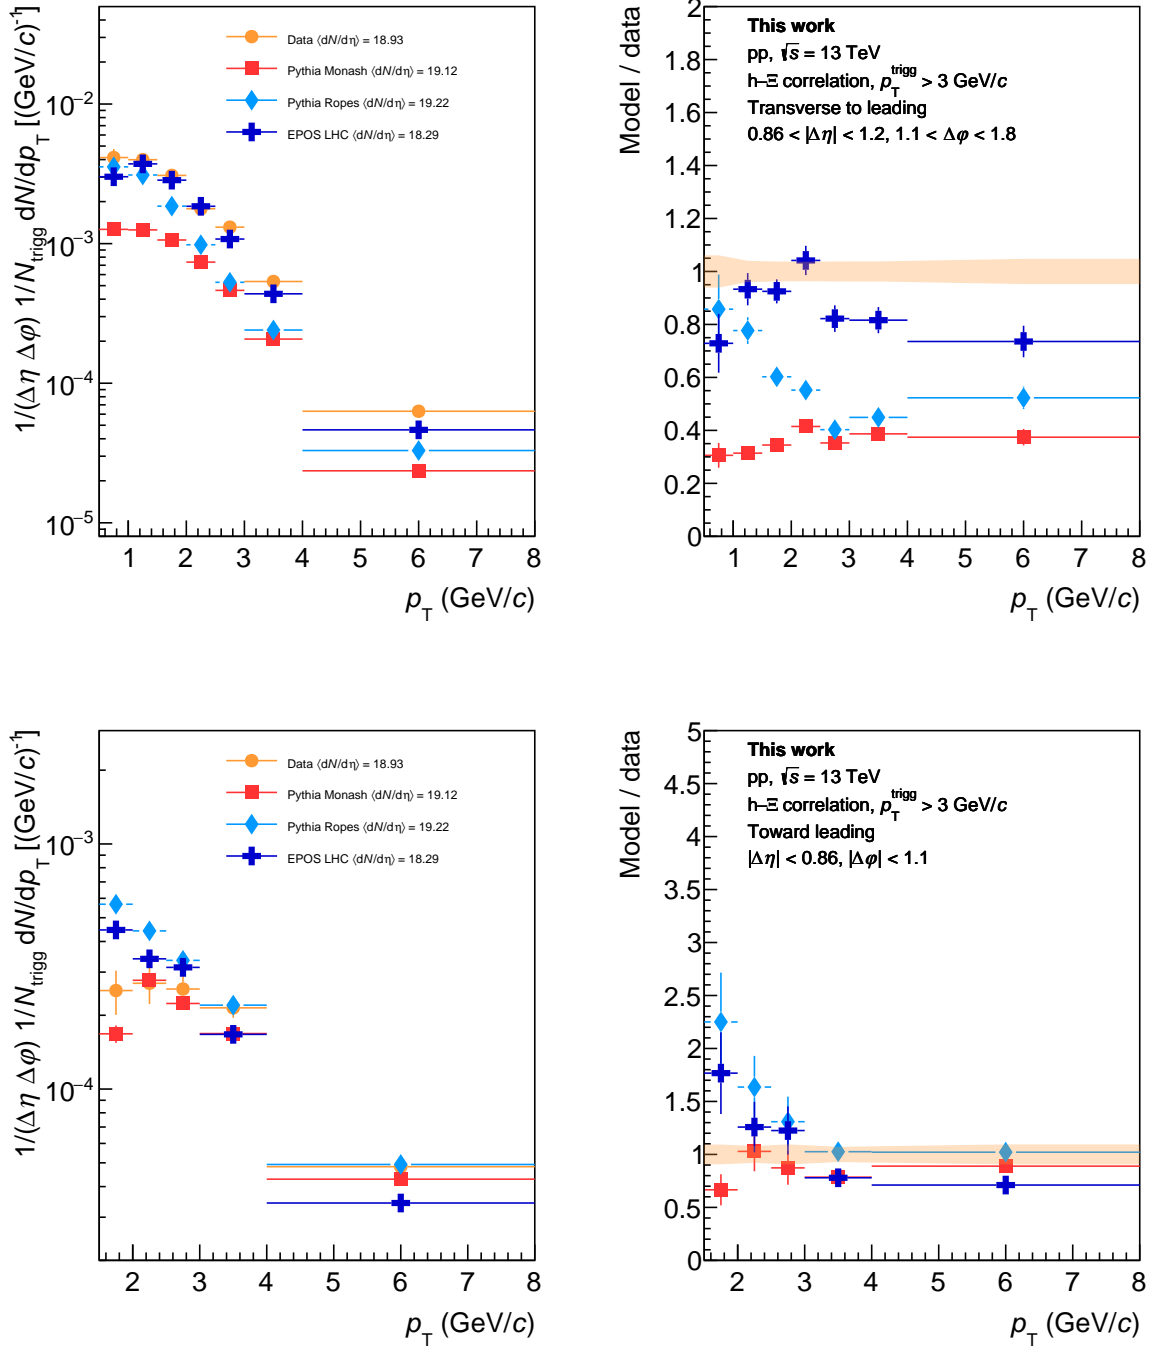 1/(Δη Δφ) 1/N_trigg dN/dp_T [(GeV/c)⁻¹]
10⁻²
10⁻³
10⁻⁴
10⁻⁵
Data ⟨dN/dη⟩ = 18.93
Pythia Monash ⟨dN/dη⟩ = 19.12
Pythia Ropes ⟨dN/dη⟩ = 19.22
EPOS LHC ⟨dN/dη⟩ = 18.29
1 2 3 4 5 6 7 8
p_T (GeV/c)
Model / data
2
1.8
1.6
1.4
1.2
1
0.8
0.6
0.4
0.2
0
This work
pp, √s = 13 TeV
h–Ξ correlation, p_T^trigg > 3 GeV/c
Transverse to leading
0.86 < |Δη| < 1.2, 1.1 < Δφ < 1.8
1 2 3 4 5 6 7 8
p_T (GeV/c)
1/(Δη Δφ) 1/N_trigg dN/dp_T [(GeV/c)⁻¹]
10⁻³
10⁻⁴
Data ⟨dN/dη⟩ = 18.93
Pythia Monash ⟨dN/dη⟩ = 19.12
Pythia Ropes ⟨dN/dη⟩ = 19.22
EPOS LHC ⟨dN/dη⟩ = 18.29
2 3 4 5 6 7 8
p_T (GeV/c)
Model / data
5
4.5
4
3.5
3
2.5
2
1.5
1
0.5
0
This work
pp, √s = 13 TeV
h–Ξ correlation, p_T^trigg > 3 GeV/c
Toward leading
|Δη| < 0.86, |Δφ| < 1.1
2 3 4 5 6 7 8
p_T (GeV/c)